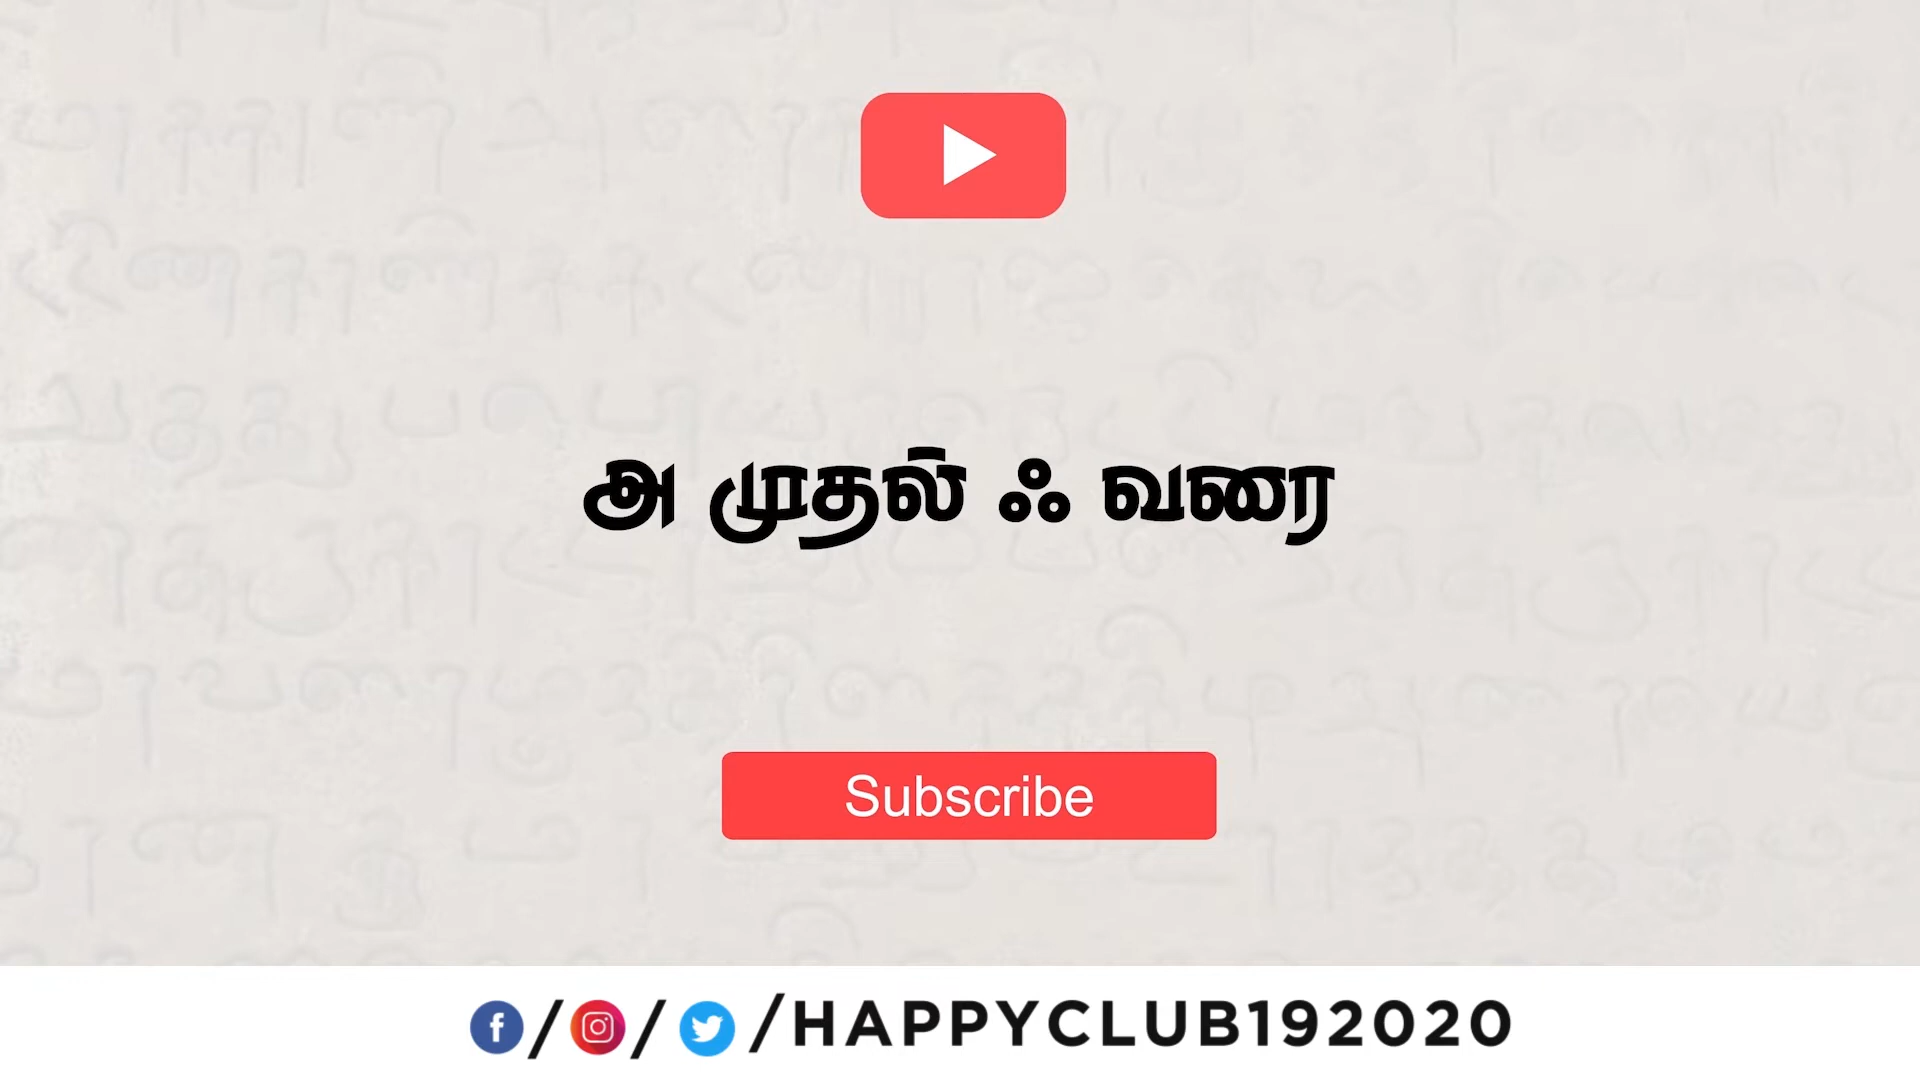 அ முதல் ஃ வரை
Subscribe
/ / /HAPPYCLUB192020